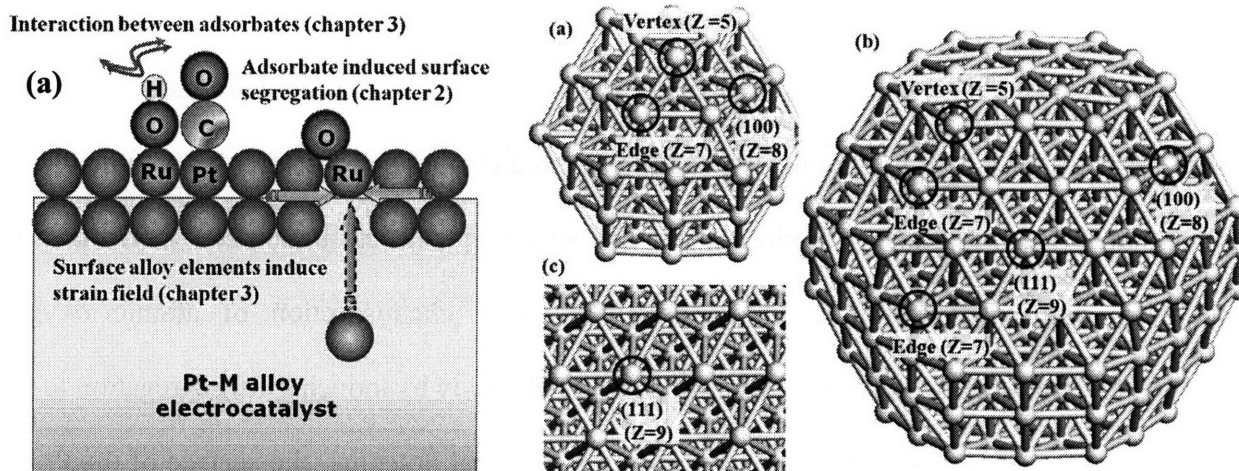 Interaction between adsorbates (chapter 3)
(a)
O
Adsorbate induced surface
segregation (chapter 2)
H
O
C
O
Ru
Pt
Ru
Surface alloy elements induce
strain field (chapter 3)
Pt-M alloy
electrocatalyst
(a)
Vertex (Z =5)
(100)
(Z=8)
Edge (Z=7)
(b)
Vertex (Z=5)
(100)
(Z=8)
Edge (Z=7)
(111)
(Z=9)
Edge (Z=7)
(c)
(111)
(Z=9)